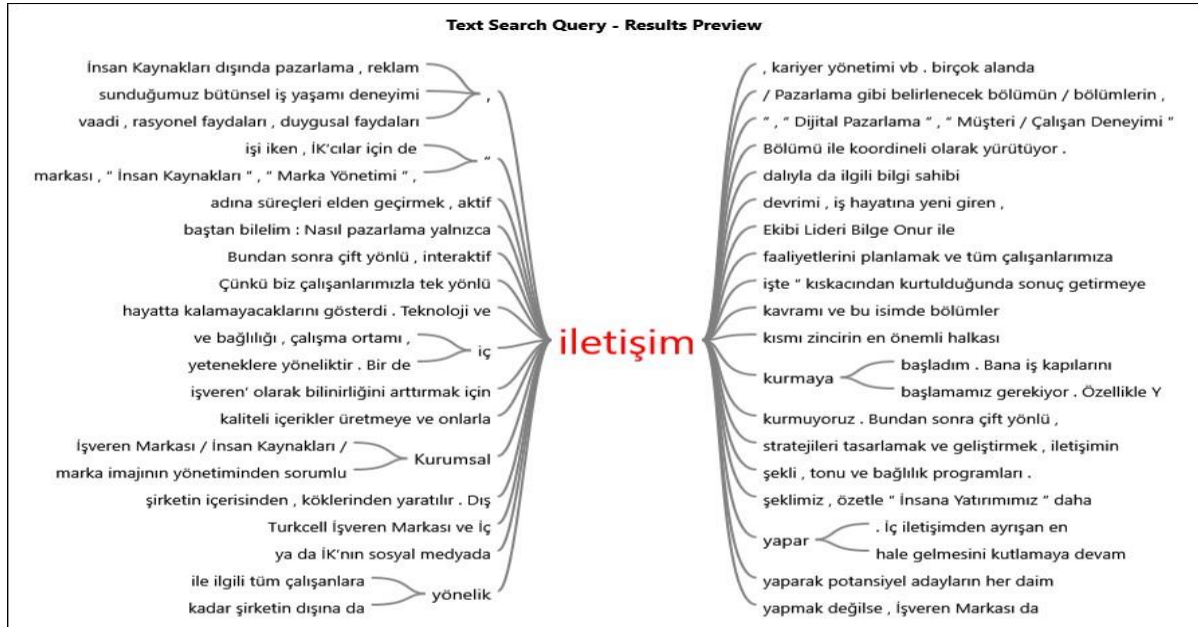 Text Search Query - Results Preview
İnsan Kaynakları dışında pazarlama , reklam
sunduğumuz bütünsel iş yaşamı deneyimi
vaadi , rasyonel faydaları , duygusal faydaları
,
işi iken , İK'cılar için de
markası , “ İnsan Kaynakları “ , “ Marka Yönetimi “ ,
“
adına süreçleri elden geçirmek , aktif
baştan bilelim : Nasıl pazarlama yalnızca
Bundan sonra çift yönlü , interaktif
Çünkü biz çalışanlarımızla tek yönlü
hayatta kalamayacaklarını gösterdi . Teknoloji ve
ve bağlılığı , çalışma ortamı ,
yeteneklere yöneliktir . Bir de
iç
işveren' olarak bilinirliğini arttırmak için
kaliteli içerikler üretmeye ve onlarla
İşveren Markası / İnsan Kaynakları /
marka imajının yönetiminden sorumlu
Kurumsal
şirketin içerisinden , köklerinden yaratılır . Dış
Turkcell İşveren Markası ve İç
ya da İK'nın sosyal medyada
ile ilgili tüm çalışanlara
kadar şirketin dışına da
yönelik
iletişim
, kariyer yönetimi vb . birçok alanda
/ Pazarlama gibi belirlenecek bölümün / bölümlerin ,
“ , “ Dijital Pazarlama “ , “ Müşteri / Çalışan Deneyimi “
Bölümü ile koordineli olarak yürütüyor .
dalıyla da ilgili bilgi sahibi
devrimi , iş hayatına yeni giren ,
Ekibi Lideri Bilge Onur ile
faaliyetlerini planlamak ve tüm çalışanlarımıza
işte “ kıskacından kurtulduğunda sonuç getirmeye
kavramı ve bu isimde bölümler
kısmı zincirin en önemli halkası
kurmaya
başladım . Bana iş kapılarını
başlamamız gerekiyor . Özellikle Y
kurmuyoruz . Bundan sonra çift yönlü ,
stratejileri tasarlamak ve geliştirmek , iletişimin
şekli , tonu ve bağlılık programları .
şeklimiz , özetle “ İnsana Yatırımımız “ daha
yapar
. İç iletişimden ayrışan en
hale gelmesini kutlamaya devam
yaparak potansiyel adayların her daim
yapmak değilse , İşveren Markası da